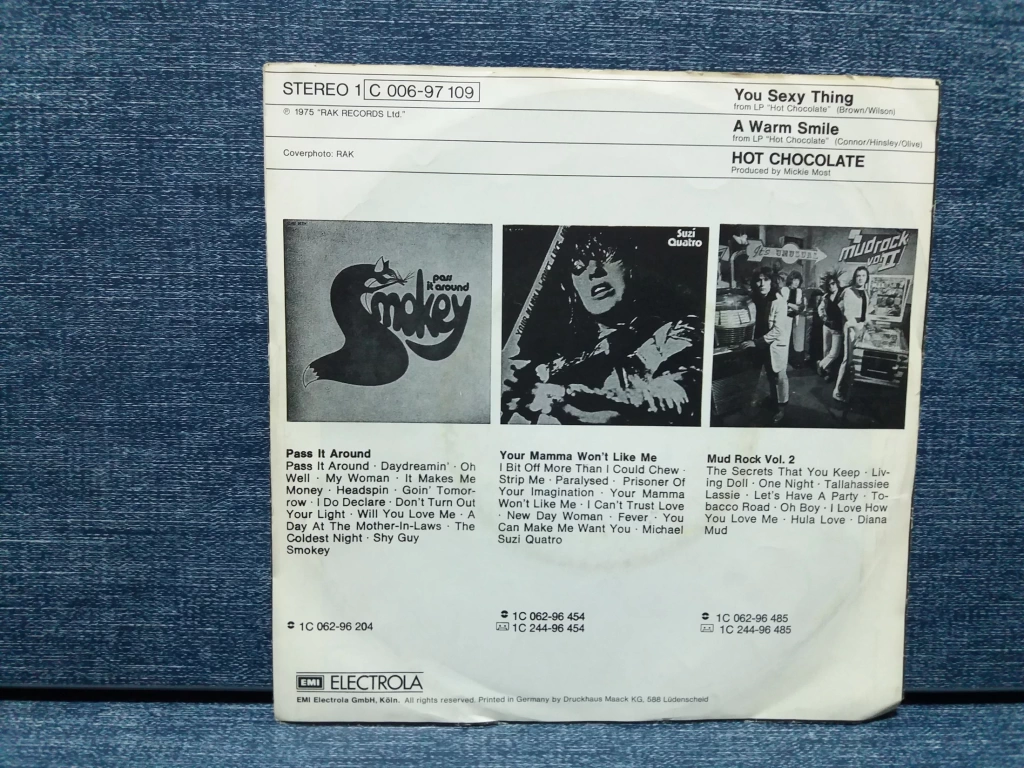 STEREO 1 C 006-97 109
℗ 1975 "RAK RECORDS Ltd."
Coverphoto: RAK
You Sexy Thing
from LP "Hot Chocolate" (Brown/Wilson)
A Warm Smile
from LP "Hot Chocolate" (Connor/Hinsley/Olive)
HOT CHOCOLATE
Produced by Mickie Most
pass
it around
Smokey
Suzi
Quatro
mud rock
vol II
Pass It Around
Pass It Around · Daydreamin' · Oh
Well · My Woman · It Makes Me
Money · Headspin · Goin' Tomor-
row · I Do Declare · Don't Turn Out
Your Light · Will You Love Me · A
Day At The Mother-In-Laws · The
Coldest Night · Shy Guy
Smokey
1C 062-96 204
Your Mamma Won't Like Me
I Bit Off More Than I Could Chew ·
Strip Me · Paralysed · Prisoner Of
Your Imagination · Your Mamma
Won't Like Me · I Can't Trust Love
· New Day Woman · Fever · You
Can Make Me Want You · Michael
Suzi Quatro
1C 062-96 454
1C 244-96 454
Mud Rock Vol. 2
The Secrets That You Keep · Liv-
ing Doll · One Night · Tallahassiee
Lassie · Let's Have A Party · To-
bacco Road · Oh Boy · I Love How
You Love Me · Hula Love · Diana
Mud
1C 062-96 485
1C 244-96 485
EMI ELECTROLA
EMI Electrola GmbH, Köln. All rights reserved. Printed in Germany by Druckhaus Maack KG, 588 Lüdenscheid